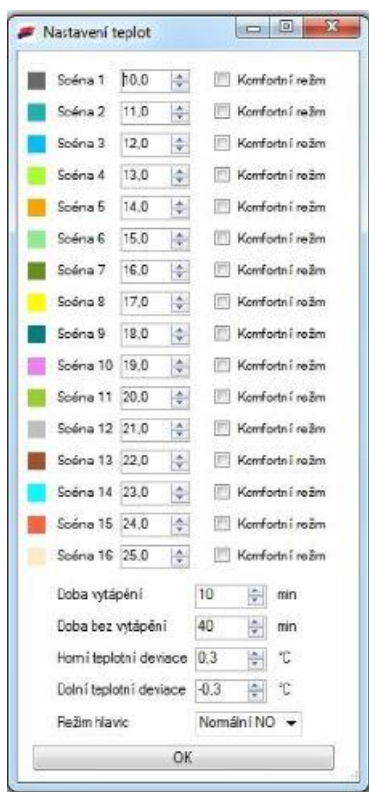 Nastavení teplot
Scéna 1 10,0 Komfortní režim
Scéna 2 11,0 Komfortní režim
Scéna 3 12,0 Komfortní režim
Scéna 4 13,0 Komfortní režim
Scéna 5 14,0 Komfortní režim
Scéna 6 15,0 Komfortní režim
Scéna 7 16,0 Komfortní režim
Scéna 8 17,0 Komfortní režim
Scéna 9 18,0 Komfortní režim
Scéna 10 19,0 Komfortní režim
Scéna 11 20,0 Komfortní režim
Scéna 12 21,0 Komfortní režim
Scéna 13 22,0 Komfortní režim
Scéna 14 23,0 Komfortní režim
Scéna 15 24,0 Komfortní režim
Scéna 16 25,0 Komfortní režim
Doba vytápění 10 min
Doba bez vytápění 40 min
Horní teplotní deviace 0,3 °C
Dolní teplotní deviace -0,3 °C
Režim hlavic Normální NO
OK